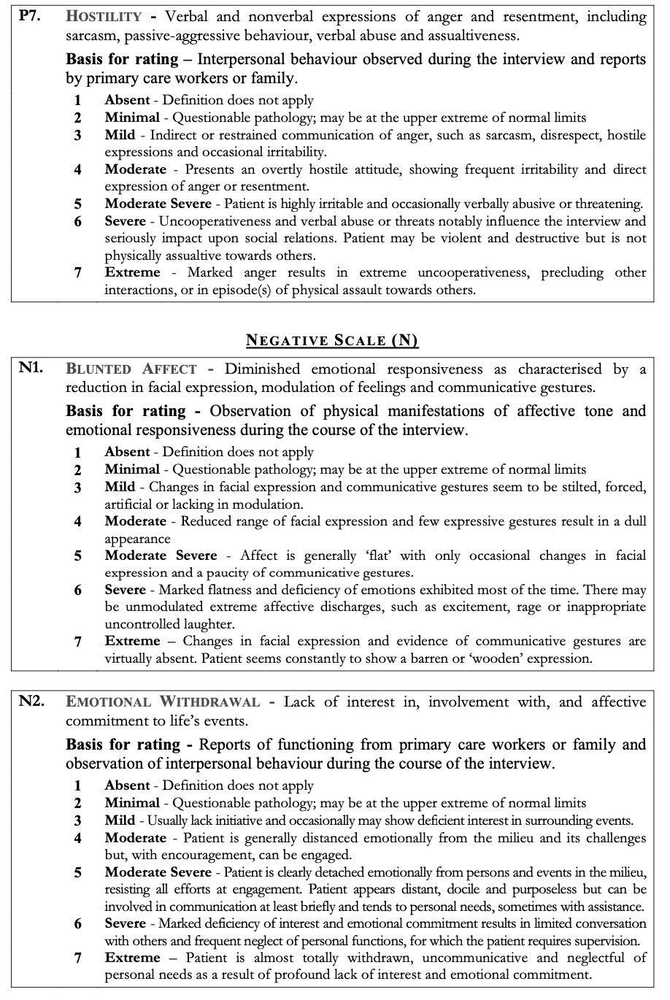 P7. HOSTILITY - Verbal and nonverbal expressions of anger and resentment, including
sarcasm, passive-aggressive behaviour, verbal abuse and assualtiveness.
Basis for rating – Interpersonal behaviour observed during the interview and reports
by primary care workers or family.
1 Absent - Definition does not apply
2 Minimal - Questionable pathology; may be at the upper extreme of normal limits
3 Mild - Indirect or restrained communication of anger, such as sarcasm, disrespect, hostile
expressions and occasional irritability.
4 Moderate - Presents an overtly hostile attitude, showing frequent irritability and direct
expression of anger or resentment.
5 Moderate Severe - Patient is highly irritable and occasionally verbally abusive or threatening.
6 Severe - Uncooperativeness and verbal abuse or threats notably influence the interview and
seriously impact upon social relations. Patient may be violent and destructive but is not
physically assualtive towards others.
7 Extreme - Marked anger results in extreme uncooperativeness, precluding other
interactions, or in episode(s) of physical assault towards others.
NEGATIVE SCALE (N)
N1. BLUNTED AFFECT - Diminished emotional responsiveness as characterised by a
reduction in facial expression, modulation of feelings and communicative gestures.
Basis for rating - Observation of physical manifestations of affective tone and
emotional responsiveness during the course of the interview.
1 Absent - Definition does not apply
2 Minimal - Questionable pathology; may be at the upper extreme of normal limits
3 Mild - Changes in facial expression and communicative gestures seem to be stilted, forced,
artificial or lacking in modulation.
4 Moderate - Reduced range of facial expression and few expressive gestures result in a dull
appearance
5 Moderate Severe - Affect is generally ‘flat’ with only occasional changes in facial
expression and a paucity of communicative gestures.
6 Severe - Marked flatness and deficiency of emotions exhibited most of the time. There may
be unmodulated extreme affective discharges, such as excitement, rage or inappropriate
uncontrolled laughter.
7 Extreme – Changes in facial expression and evidence of communicative gestures are
virtually absent. Patient seems constantly to show a barren or ‘wooden’ expression.
N2. EMOTIONAL WITHDRAWAL - Lack of interest in, involvement with, and affective
commitment to life’s events.
Basis for rating - Reports of functioning from primary care workers or family and
observation of interpersonal behaviour during the course of the interview.
1 Absent - Definition does not apply
2 Minimal - Questionable pathology; may be at the upper extreme of normal limits
3 Mild - Usually lack initiative and occasionally may show deficient interest in surrounding events.
4 Moderate - Patient is generally distanced emotionally from the milieu and its challenges
but, with encouragement, can be engaged.
5 Moderate Severe - Patient is clearly detached emotionally from persons and events in the milieu,
resisting all efforts at engagement. Patient appears distant, docile and purposeless but can be
involved in communication at least briefly and tends to personal needs, sometimes with assistance.
6 Severe - Marked deficiency of interest and emotional commitment results in limited conversation
with others and frequent neglect of personal functions, for which the patient requires supervision.
7 Extreme – Patient is almost totally withdrawn, uncommunicative and neglectful of
personal needs as a result of profound lack of interest and emotional commitment.